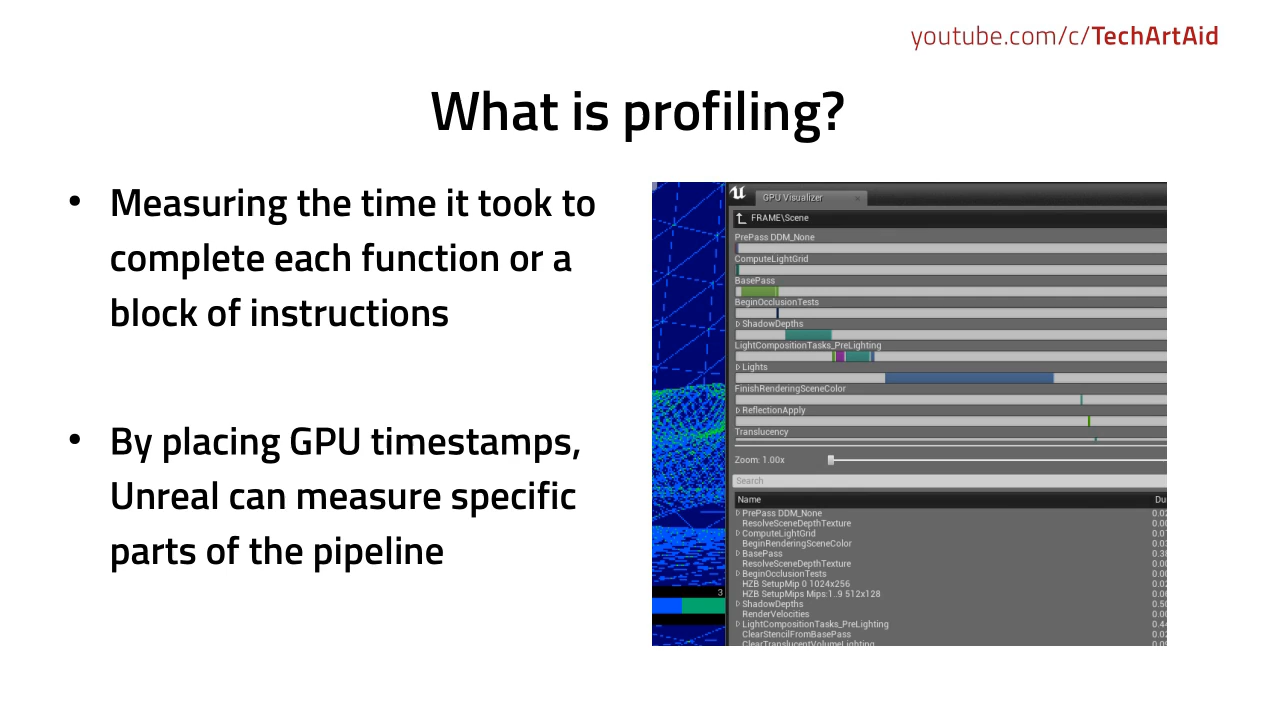 youtube.com/c/TechArtAid
What is profiling?
• Measuring the time it took to
complete each function or a
block of instructions
• By placing GPU timestamps,
Unreal can measure specific
parts of the pipeline
GPU Visualizer
FRAME\Scene
PrePass DDM_None
ComputeLightGrid
BasePass
BeginOcclusionTests
ShadowDepths
LightCompositionTasks_PreLighting
Lights
FinishRenderingSceneColor
ReflectionApply
Translucency
Zoom: 1.00x
Search
Name
PrePass DDM_None
ResolveSceneDepthTexture
ComputeLightGrid
BeginRenderingSceneColor
BasePass
ResolveSceneDepthTexture
BeginOcclusionTests
HZB SetupMip 0 1024x256
HZB SetupMips Mips:1..9 512x128
ShadowDepths
RenderVelocities
LightCompositionTasks_PreLighting
ClearStencilFromBasePass
ClearTranslucentVolumeLighting
3